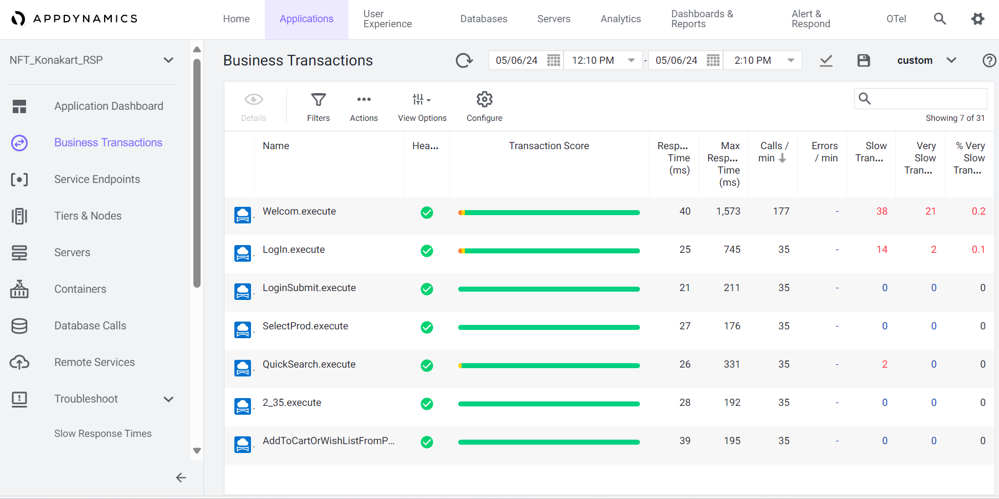 APPDYNAMICS
Home
Applications
User
Experience
Databases
Servers
Analytics
Dashboards &
Reports
Alert &
Respond
OTel
NFT_Konakart_RSP
Application Dashboard
Business Transactions
Service Endpoints
Tiers & Nodes
Servers
Containers
Database Calls
Remote Services
Troubleshoot
Slow Response Times
Business Transactions
05/06/24 12:10 PM - 05/06/24 2:10 PM
custom
Details
Filters
Actions
View Options
Configure
Showing 7 of 31
Name
Hea...
Transaction Score
Resp...
Time
(ms)
Max
Resp...
Time
(ms)
Calls /
min
Errors
/ min
Slow
Tran...
Very
Slow
Tran...
% Very
Slow
Tran...
Welcom.execute 40 1,573 177 - 38 21 0.2
LogIn.execute 25 745 35 - 14 2 0.1
LoginSubmit.execute 21 211 35 - 0 0 0
SelectProd.execute 27 176 35 - 0 0 0
QuickSearch.execute 26 331 35 - 2 0 0
2_35.execute 28 192 35 - 0 0 0
AddToCartOrWishListFromP... 39 195 35 - 0 0 0